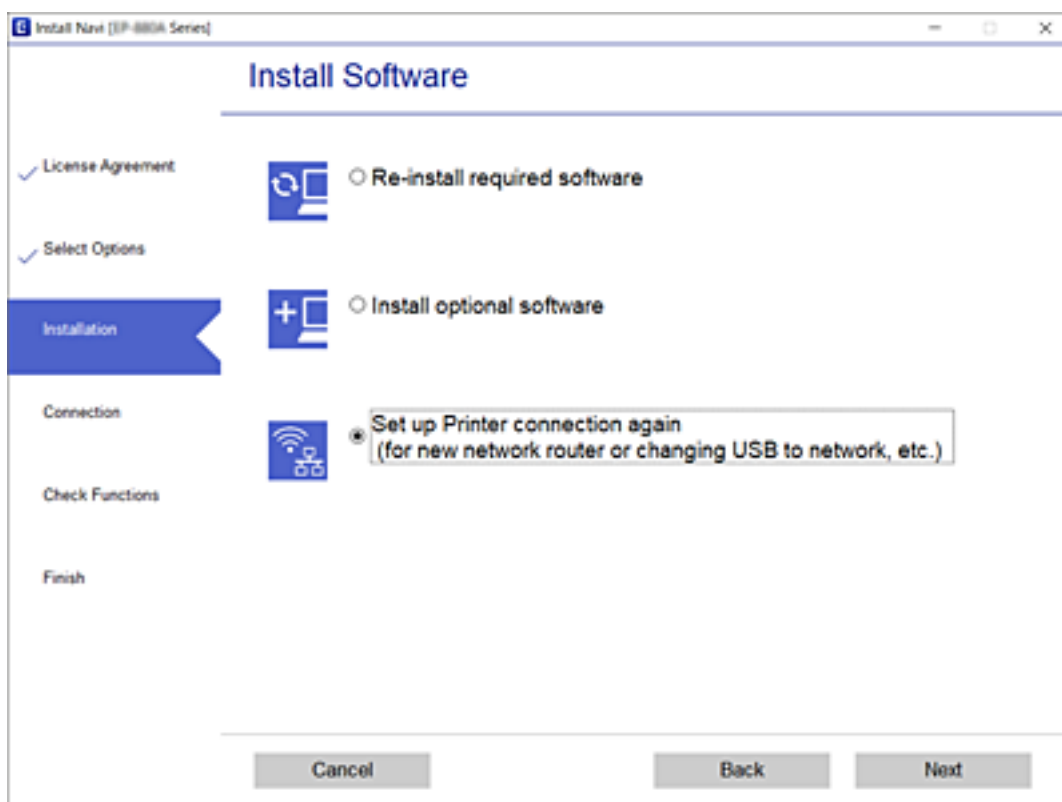 Install Navi [EP-880A Series]
Install Software
License Agreement
Select Options
Installation
Connection
Check Functions
Finish
Re-install required software
Install optional software
Set up Printer connection again
(for new network router or changing USB to network, etc.)
Cancel
Back
Next